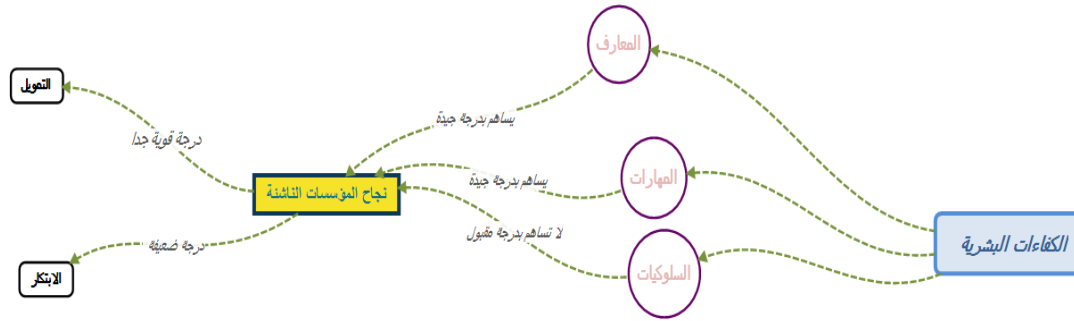 الكفاءات البشرية
المعارف
المهارات
السلوكيات
يساهم بدرجة جيدة
يساهم بدرجة جيدة
لا تساهم بدرجة مقبول
نجاح المؤسسات الناشئة
درجة قوية جدا
درجة ضعيفة
التمويل
الابتكار